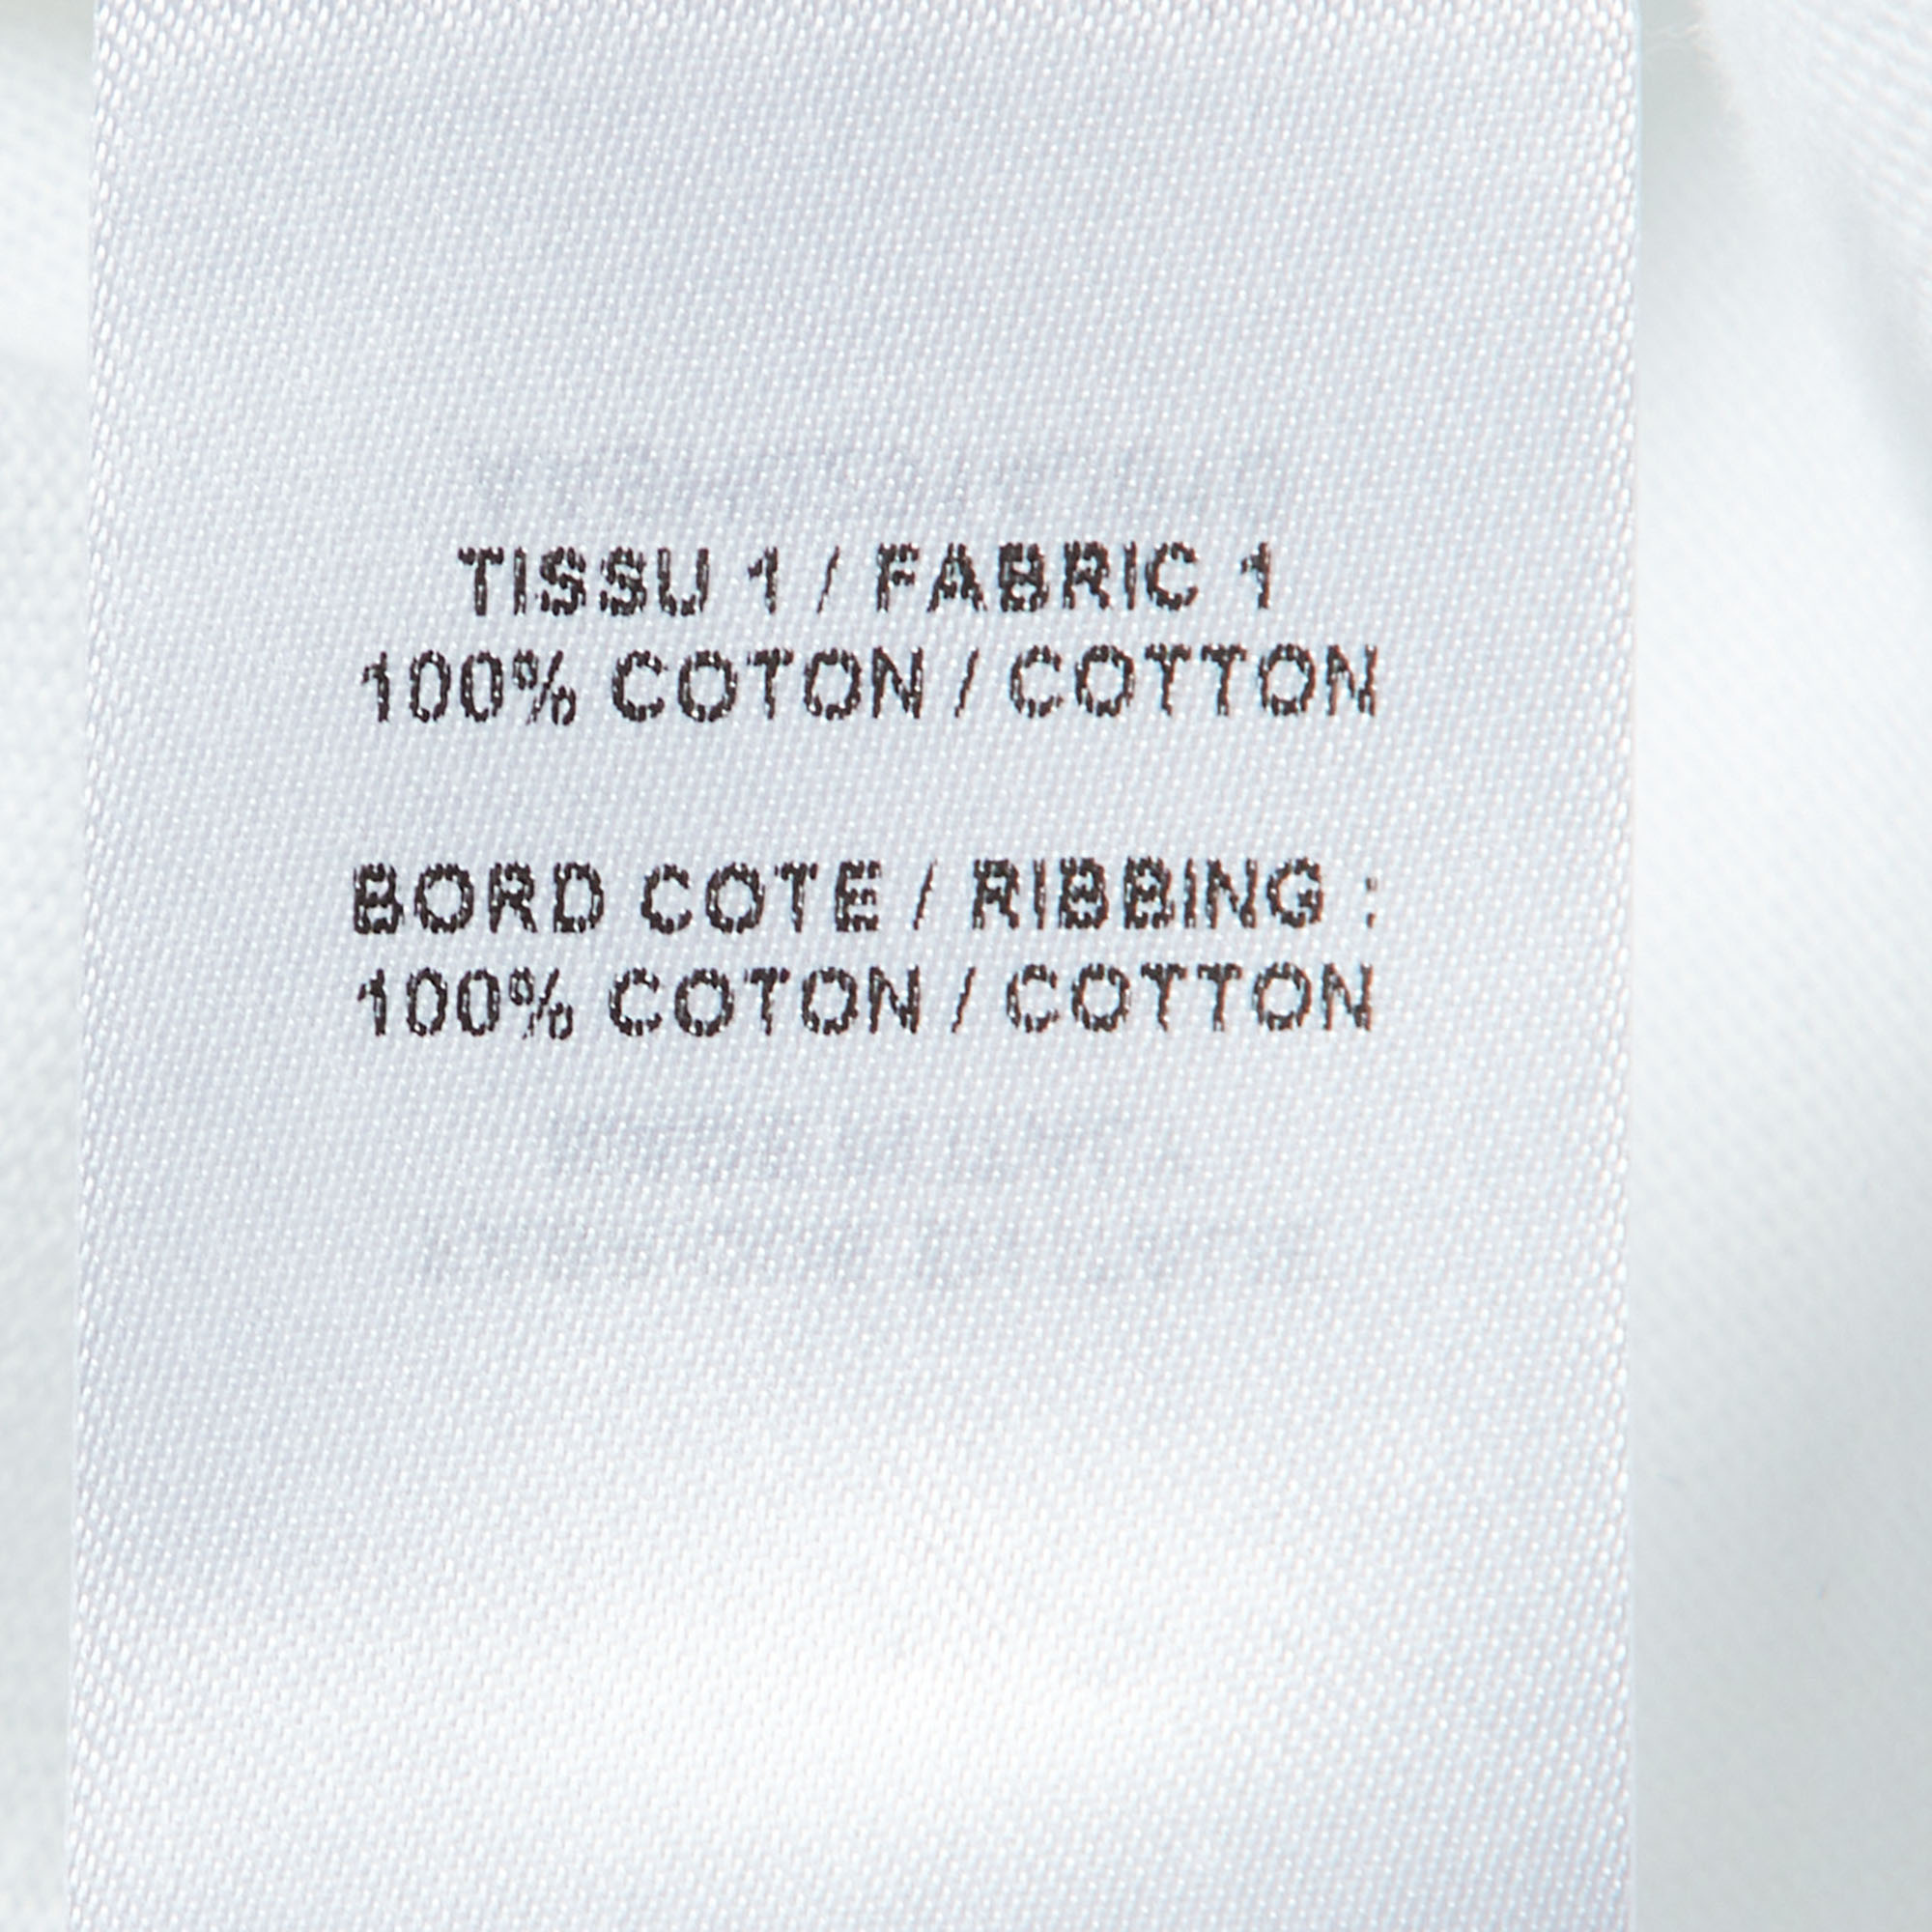 TISSU 1 / FABRIC 1
100% COTON / COTTON
BORD COTE / RIBBING :
100% COTON / COTTON